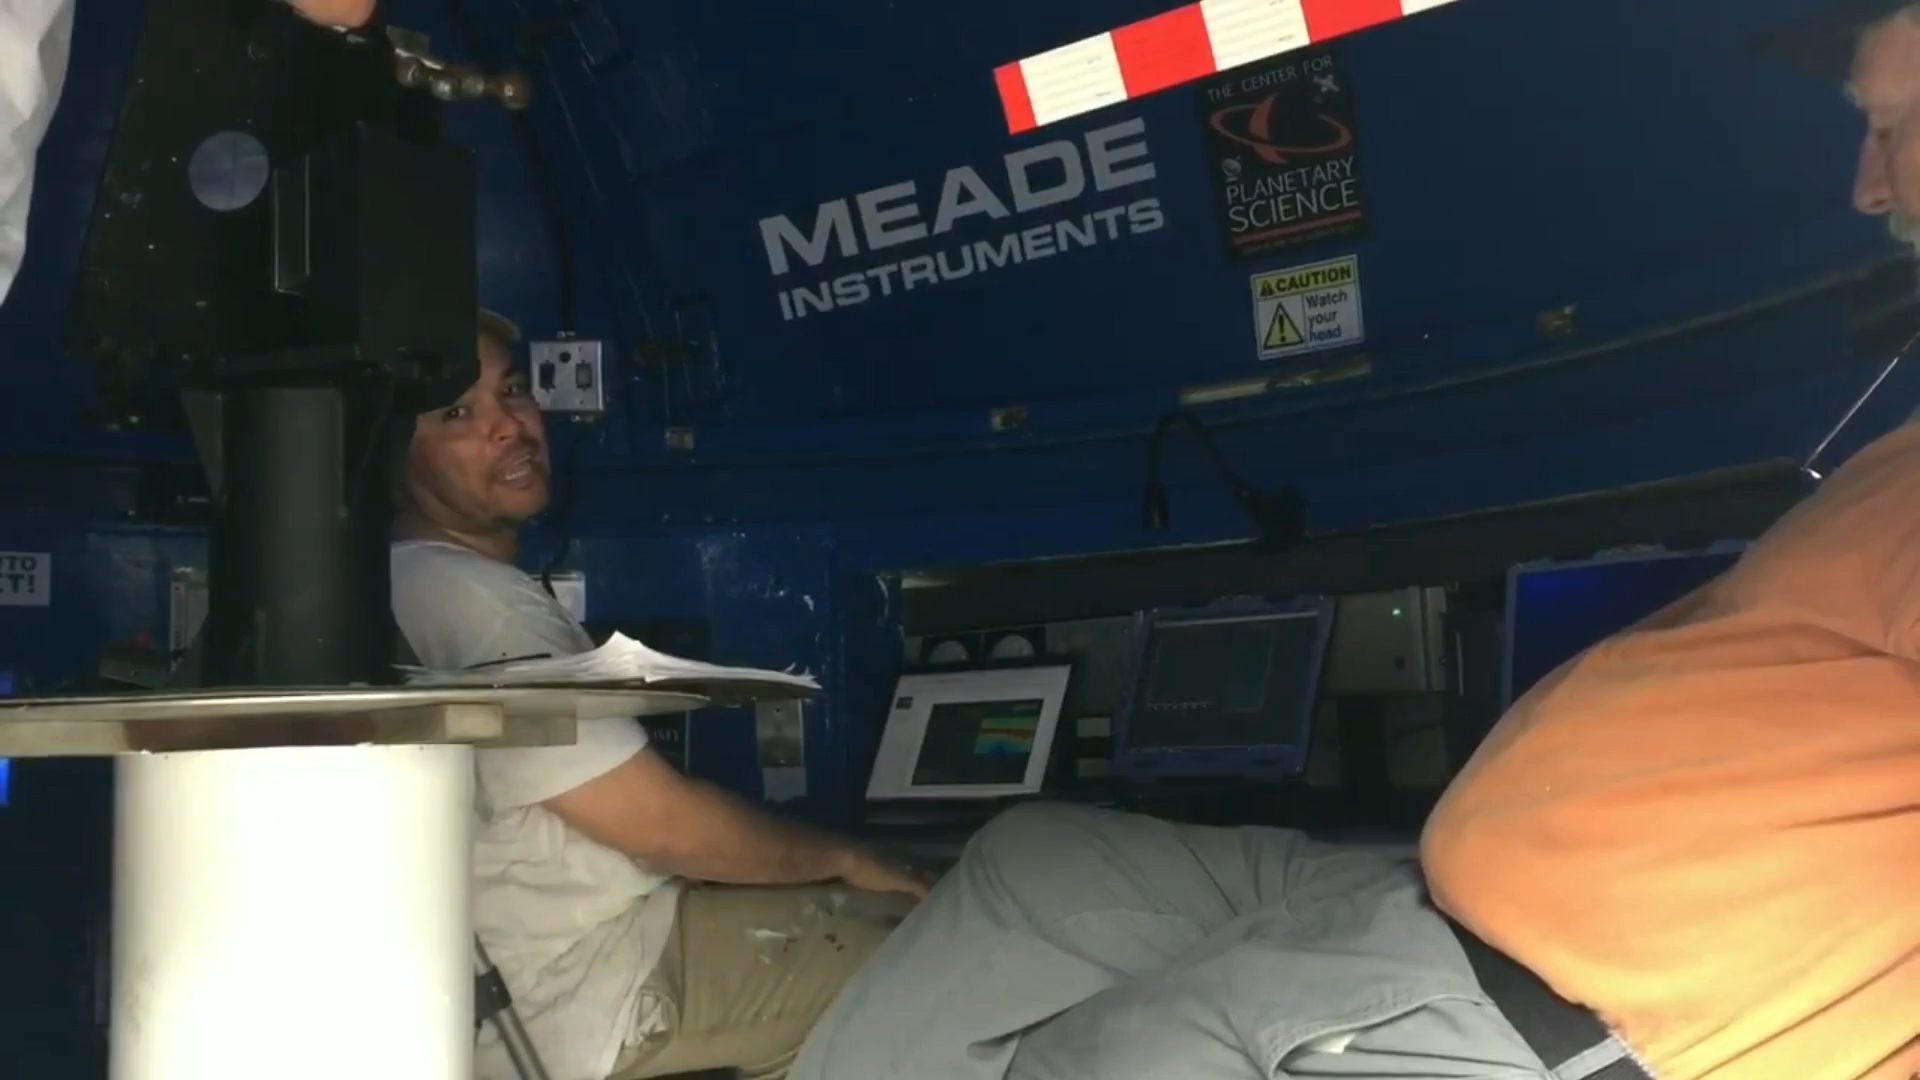 THE CENTER FOR
PLANETARY
SCIENCE
MEADE
INSTRUMENTS
CAUTION
Watch
your
head